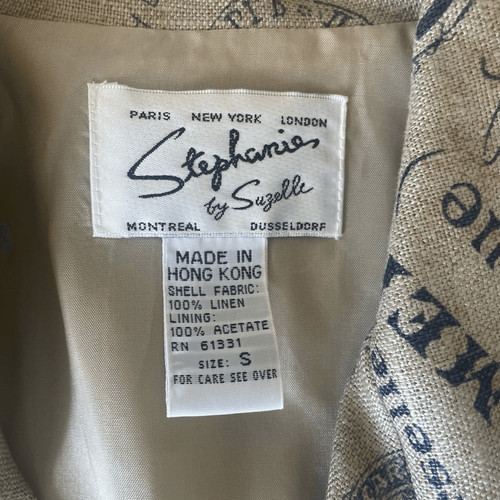 PARIS NEW YORK LONDON
Stephanie
by Suzelle
MONTREAL DUSSELDORF
MADE IN
HONG KONG
SHELL FABRIC:
100% LINEN
LINING:
100% ACETATE
RN 61331
SIZE: S
FOR CARE SEE OVER